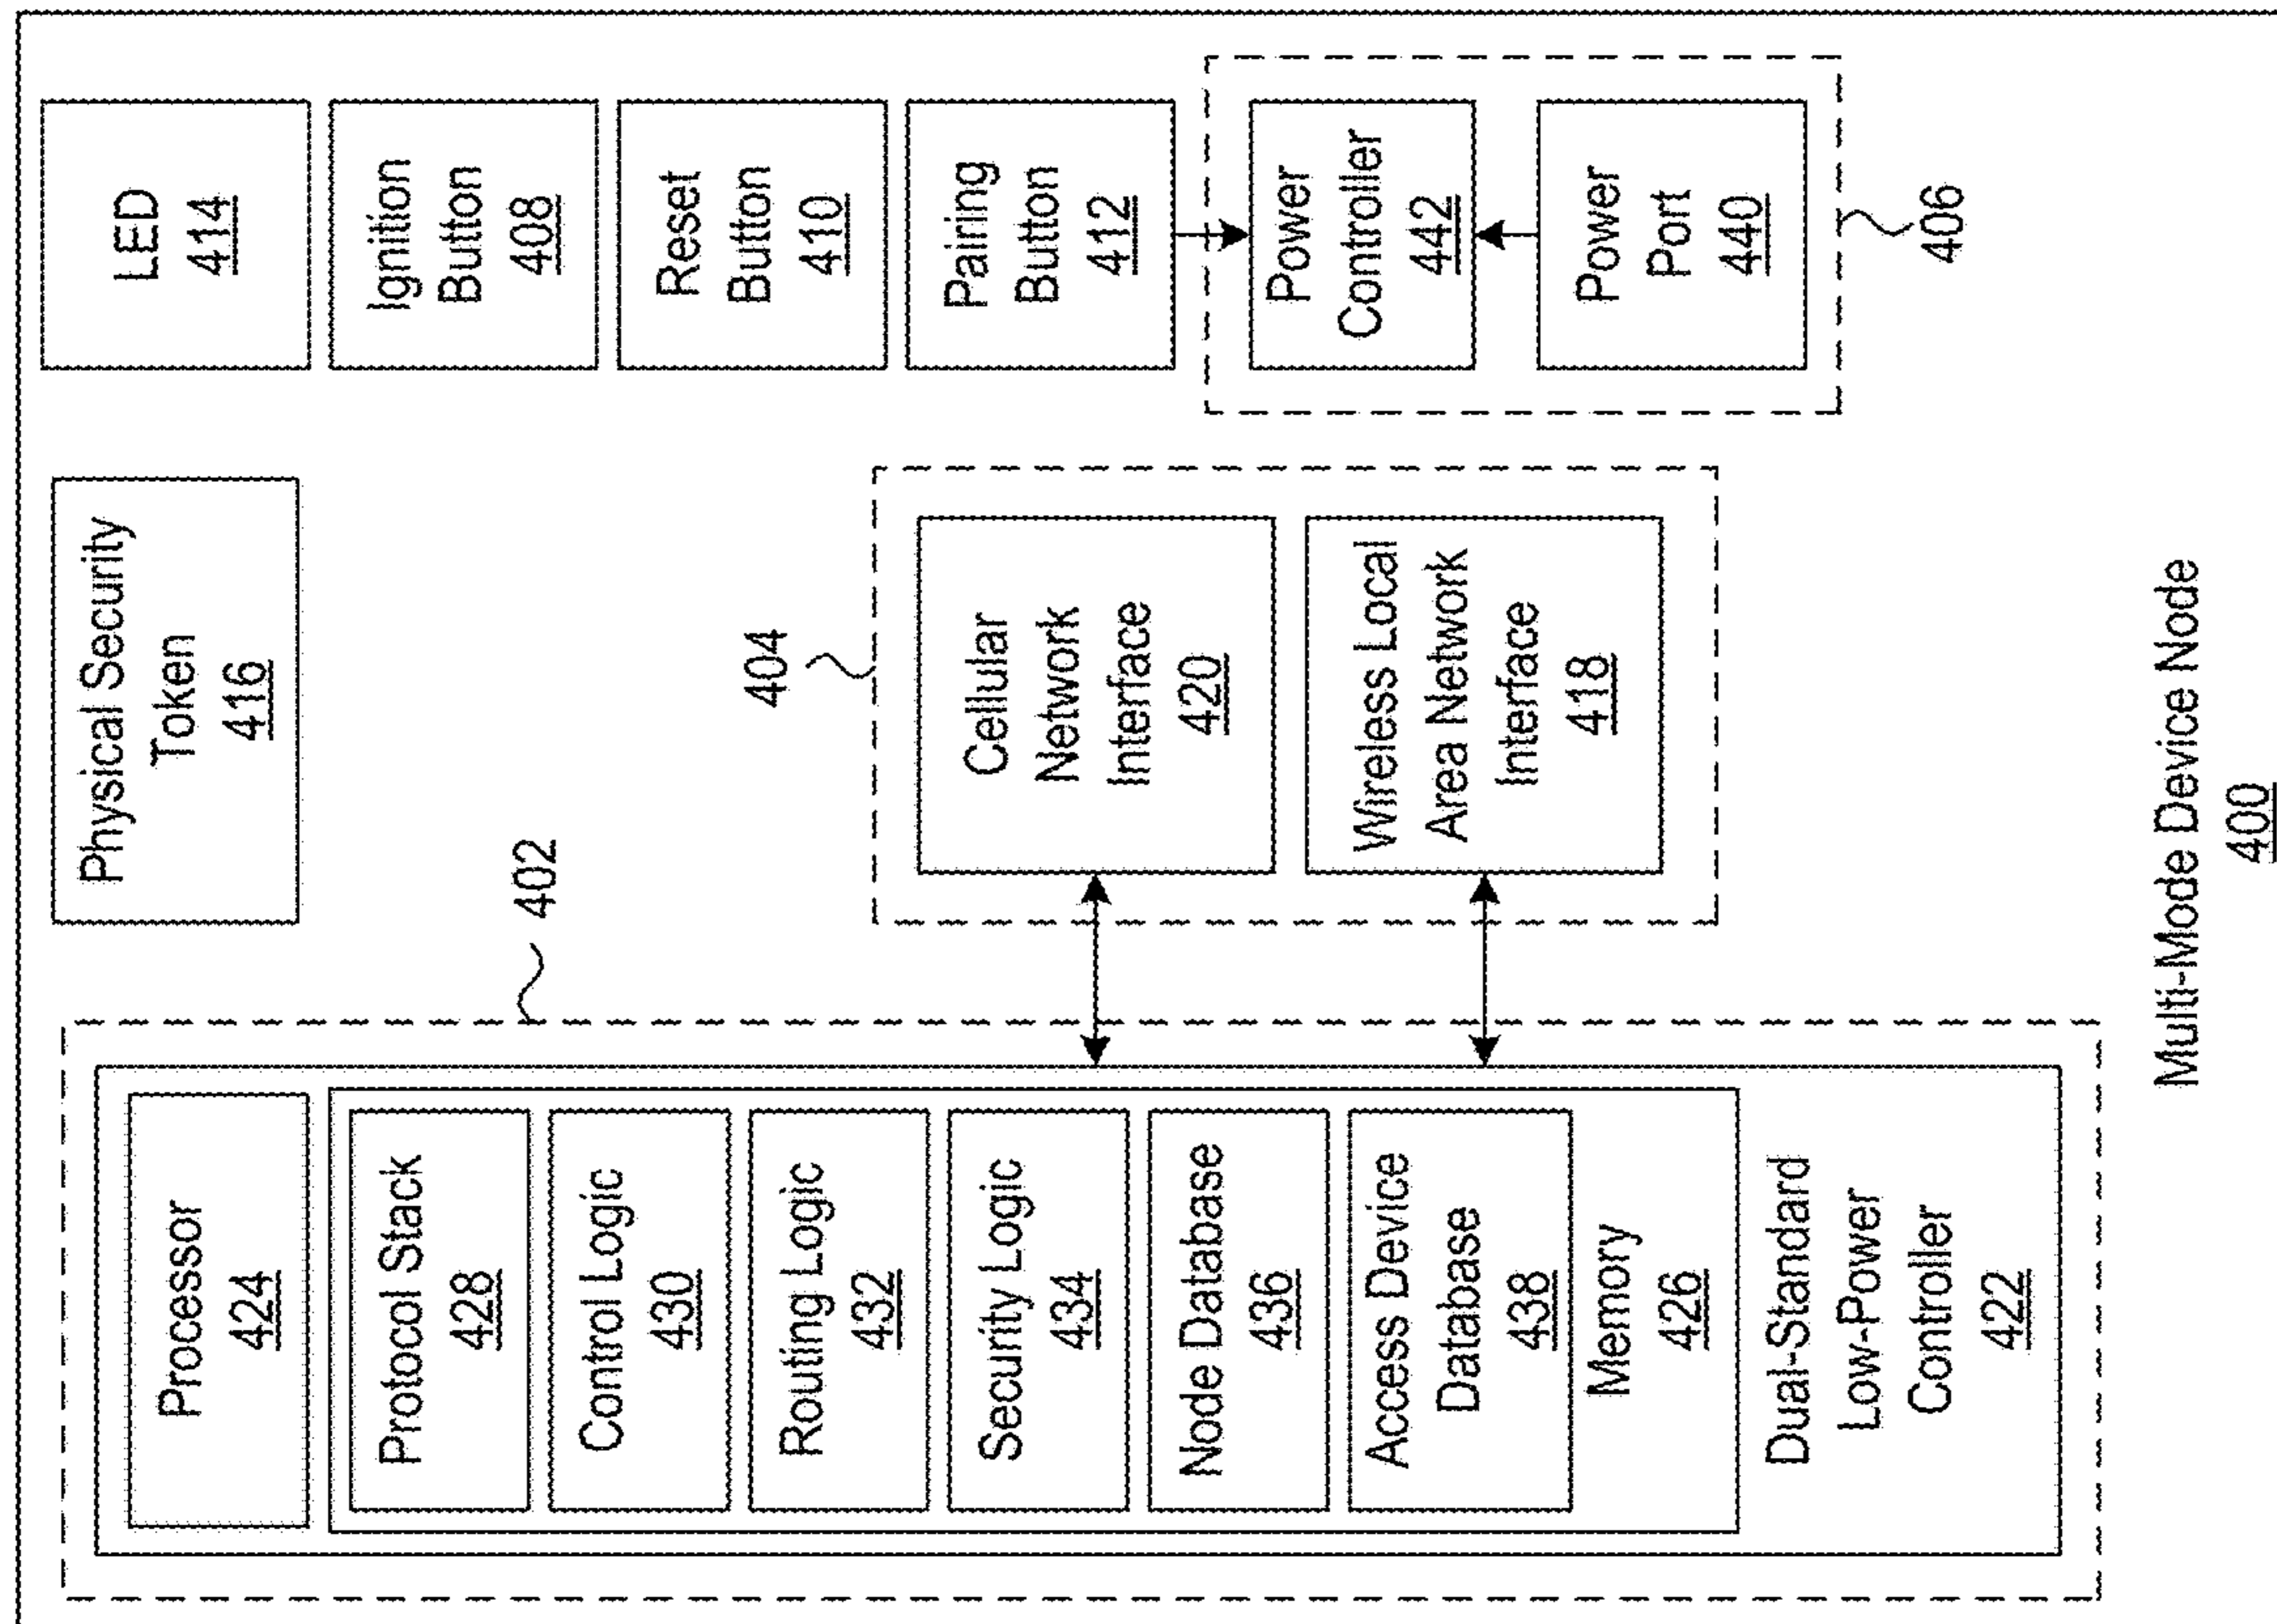 402
Processor
424
Protocol Stack
428
Control Logic
430
Routing Logic
432
Security Logic
434
Node Database
436
Access Device
Database
438
Memory
426
Dual-Standard
Low-Power
Controller
422
Physical Security
Token
416
404
Cellular
Network
Interface
420
Wireless Local
Area Network
Interface
418
LED
414
Ignition
Button
408
Reset
Button
410
Pairing
Button
412
Power
Controller
442
Power
Port
440
406
Multi-Mode Device Node
400